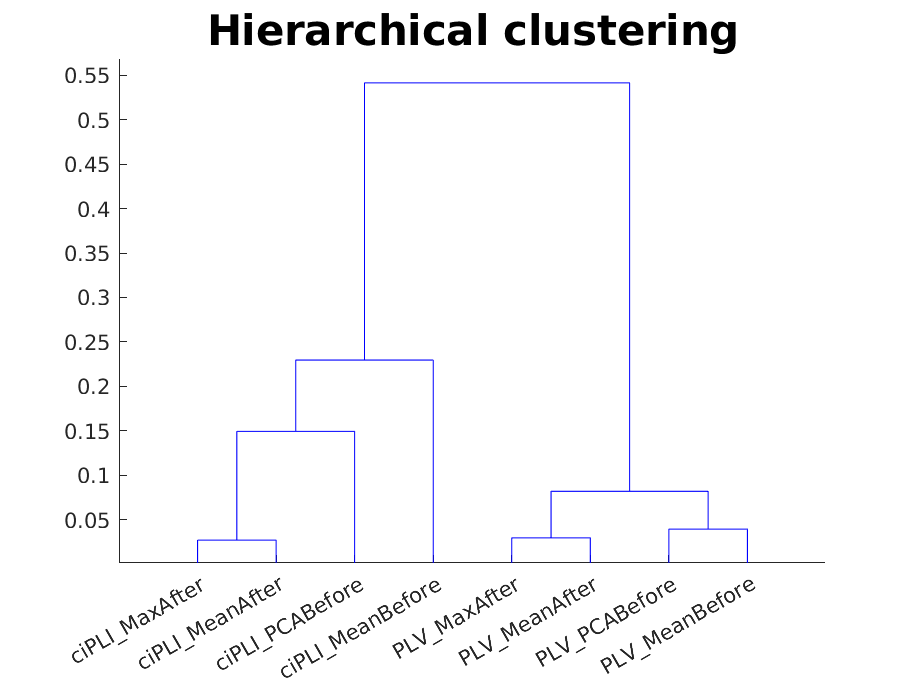 Hierarchical clustering
0.55
0.5
0.45
0.4
0.35
0.3
0.25
0.2
0.15
0.1
0.05
ciPLI_MaxAfter
ciPLI_MeanAfter
ciPLI_PCABefore
ciPLI_MeanBefore
PLV_MaxAfter
PLV_MeanAfter
PLV_PCABefore
PLV_MeanBefore